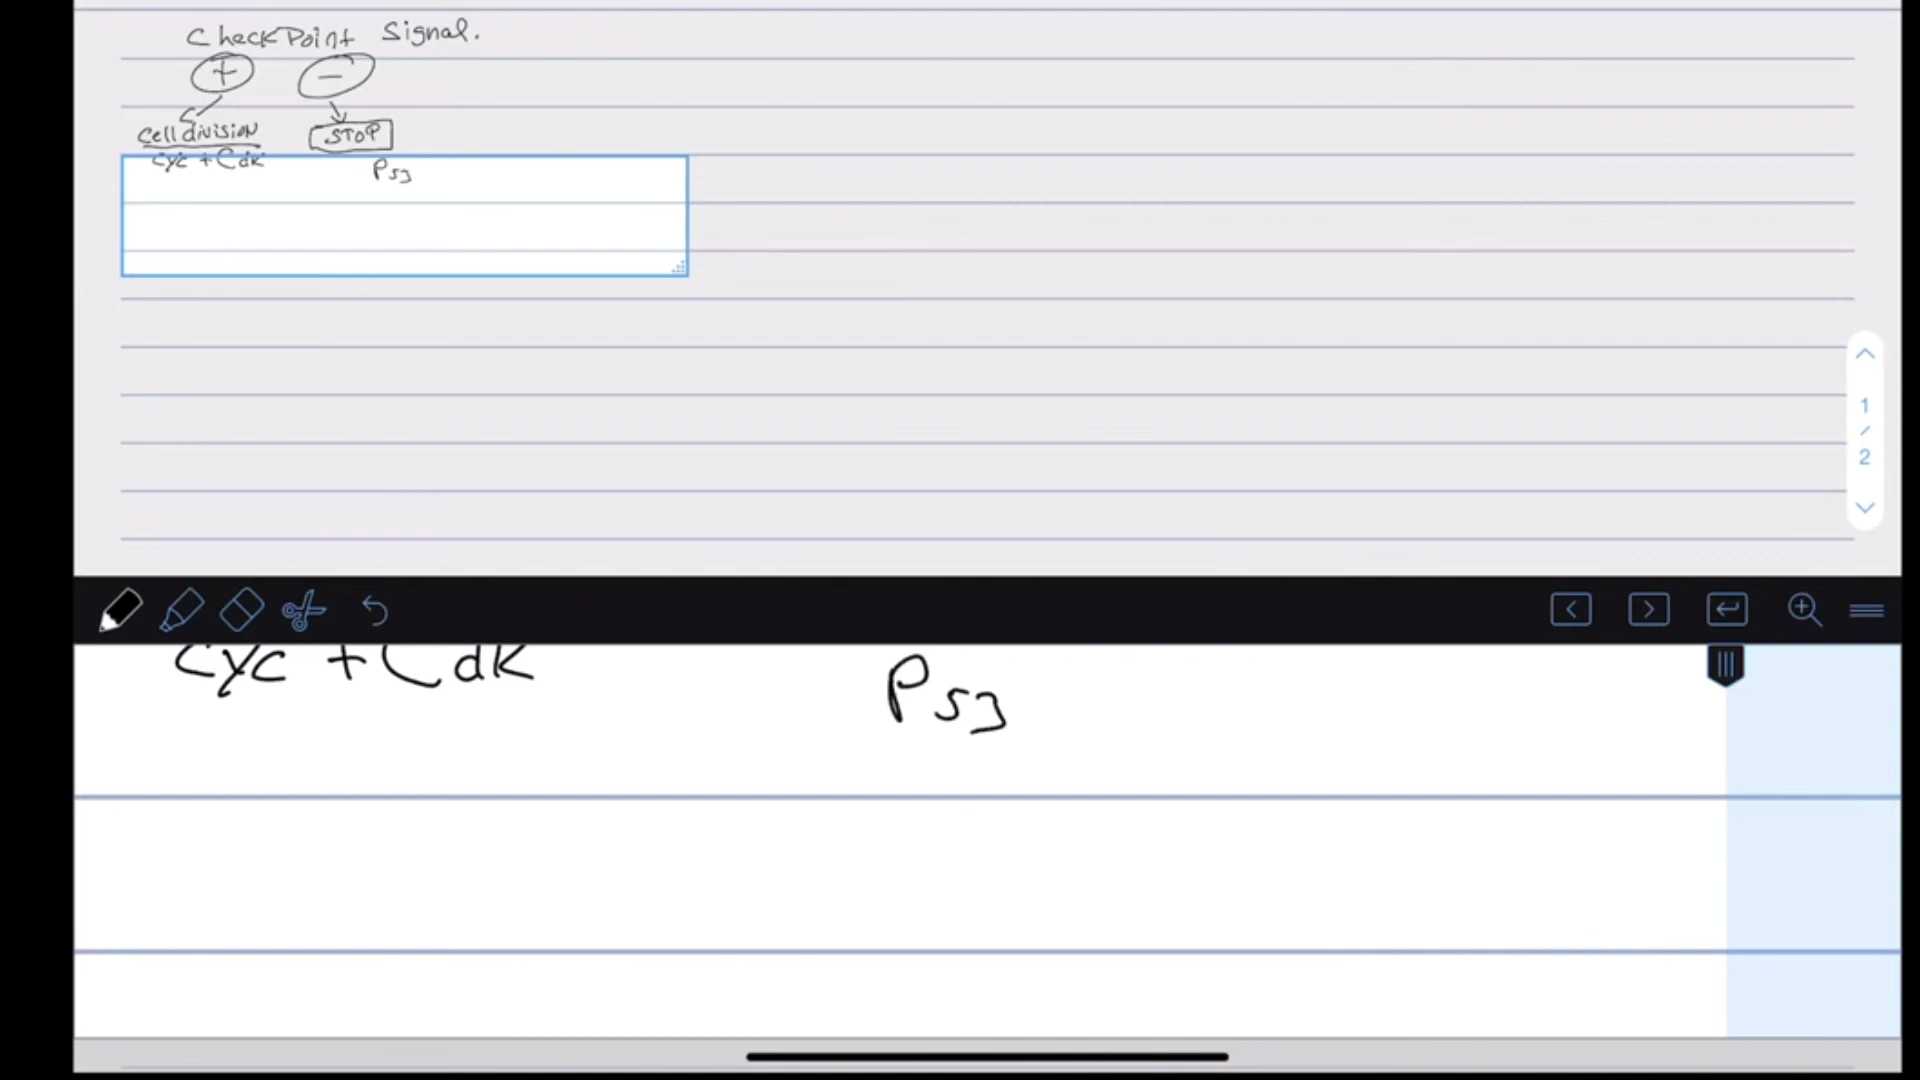 CheckPoint Signal.
+ -
Cell division STOP
Cyc + Cdk P53
1
/
2
Cyc + Cdk P53